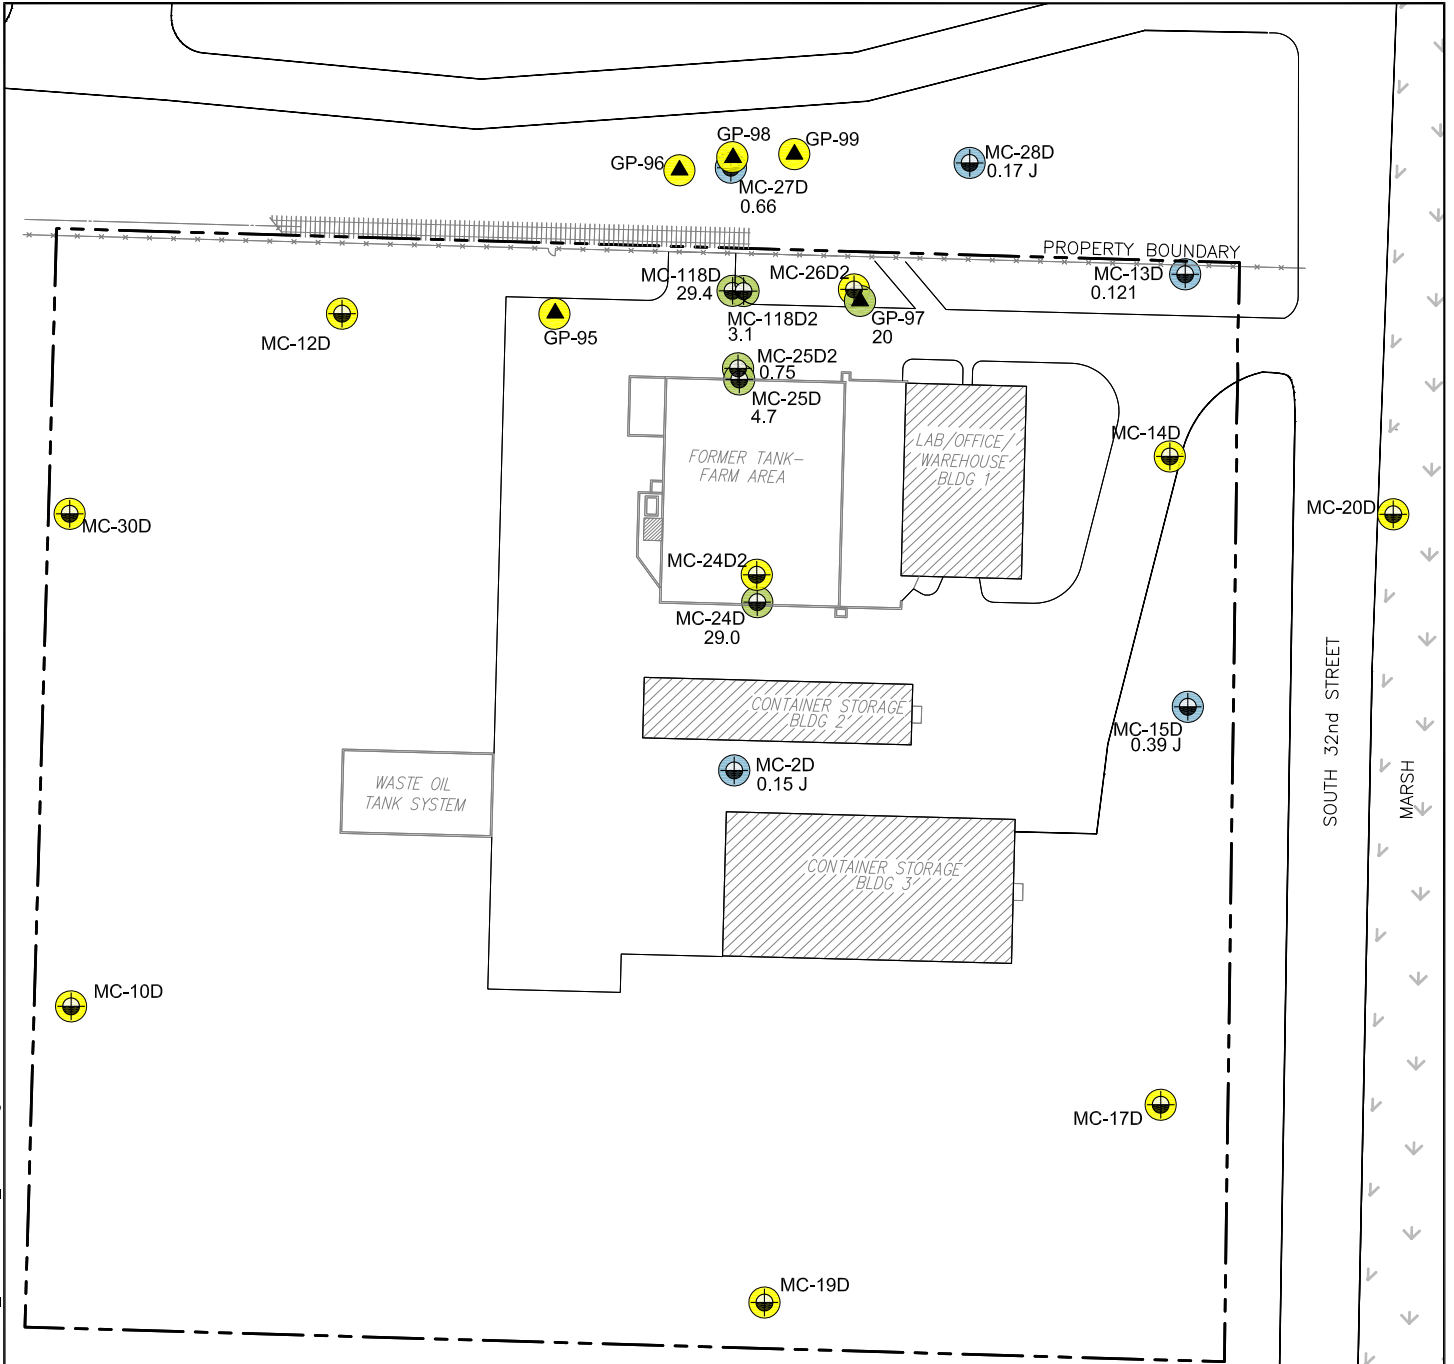 GP-98
GP-99
GP-96
MC-28D
0.17 J
MC-27D
0.66
PROPERTY BOUNDARY
MC-118D
29.4
MC-26D2
MC-13D
0.121
MC-118D2
3.1
GP-97
20
MC-12D
GP-95
MC-25D2
0.75
MC-25D
4.7
LAB/OFFICE/
WAREHOUSE
BLDG 1
MC-14D
FORMER TANK-
FARM AREA
MC-30D
MC-20D
MC-24D2
MC-24D
29.0
CONTAINER STORAGE
BLDG 2
MC-15D
0.39 J
SOUTH 32nd STREET
MARSH
WASTE OIL
TANK SYSTEM
MC-2D
0.15 J
CONTAINER STORAGE
BLDG 3
MC-10D
MC-17D
MC-19D